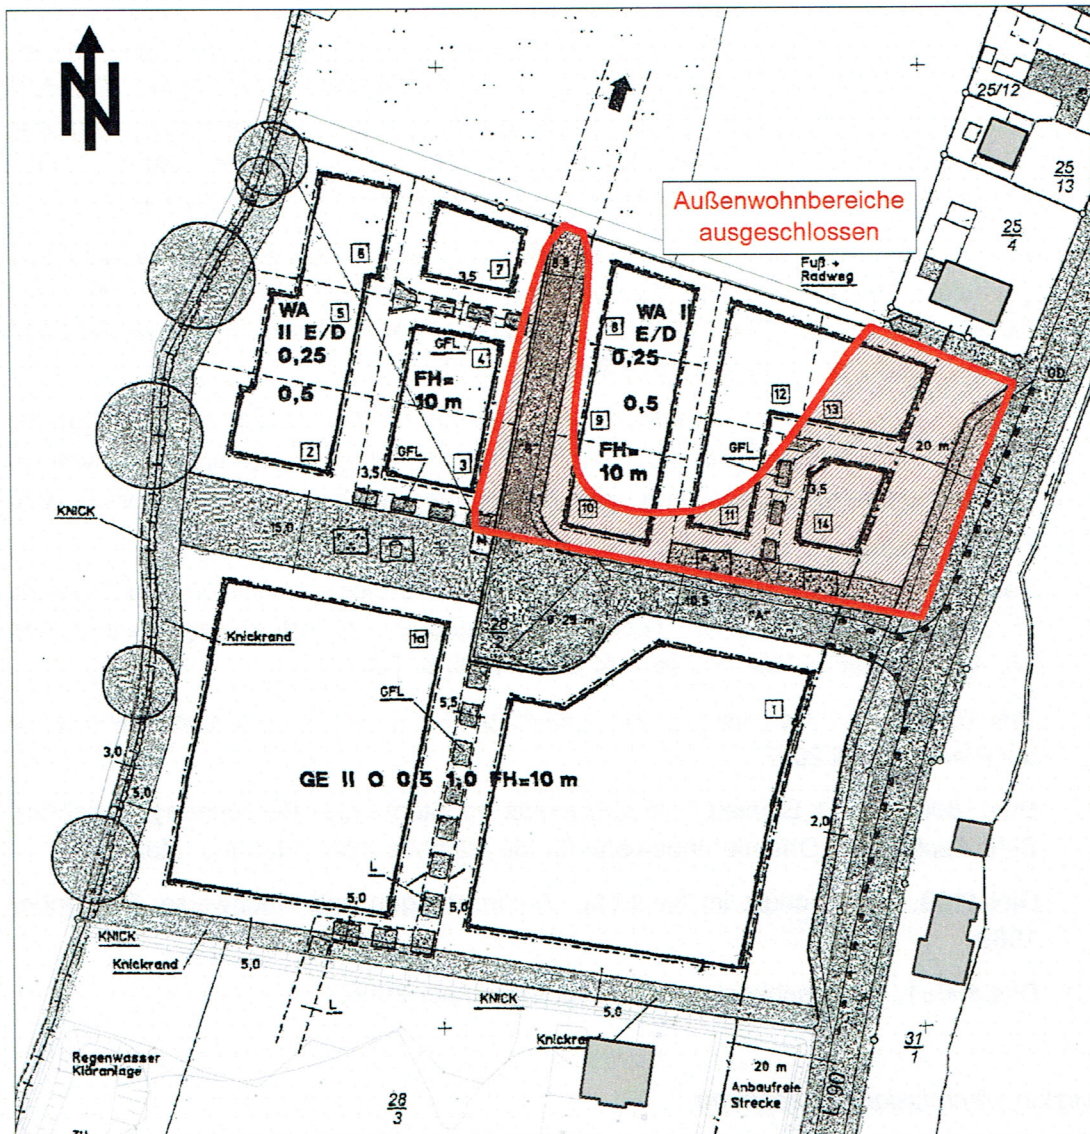 N
25/12
25
13
25
4
Außenwohnbereiche
ausgeschlossen
Fuß +
Radweg
OD
6
7
3,5
5
WA
II E/D
0,25
0,5
GFL
4
FH=
10 m
8
WA II
E/D
0,25
0,5
9
FH=
10 m
12
13
20 m
GFL
3,5
2
3,5
GFL
3
10
11
14
KNICK
15,0
10,5
"A"
28
Knickrand
1a
GFL
5,5
1
3,0
5,0
GE II O 0,5 1,0 FH=10 m
2,0
L
5,0
5,0
KNICK
Knickrand
5,0
KNICK
5,0
L
Knickrand
31
1
Regenwasser
Kläranlage
28
3
20 m
Anbaufreie
Strecke
L 90